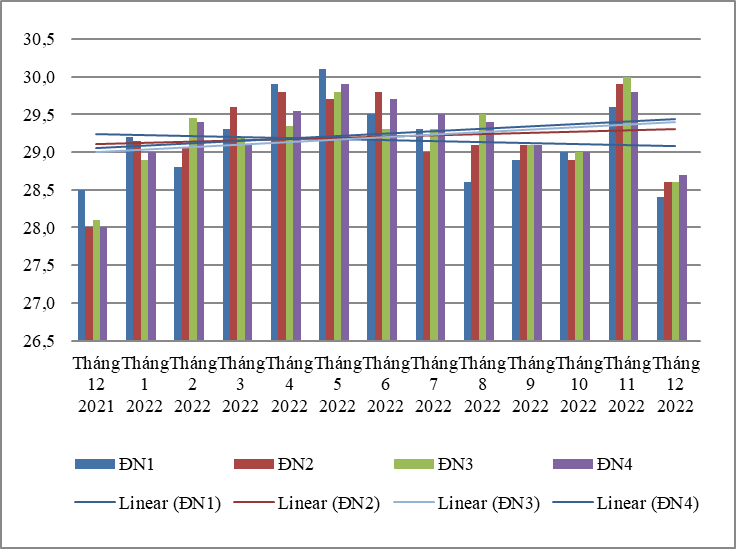 30,5
30,0
29,5
29,0
28,5
28,0
27,5
27,0
26,5
Tháng 12 2021
Tháng 1 2022
Tháng 2 2022
Tháng 3 2022
Tháng 4 2022
Tháng 5 2022
Tháng 6 2022
Tháng 7 2022
Tháng 8 2022
Tháng 9 2022
Tháng 10 2022
Tháng 11 2022
Tháng 12 2022
ĐN1 ĐN2 ĐN3 ĐN4
Linear (ĐN1) Linear (ĐN2) Linear (ĐN3) Linear (ĐN4)